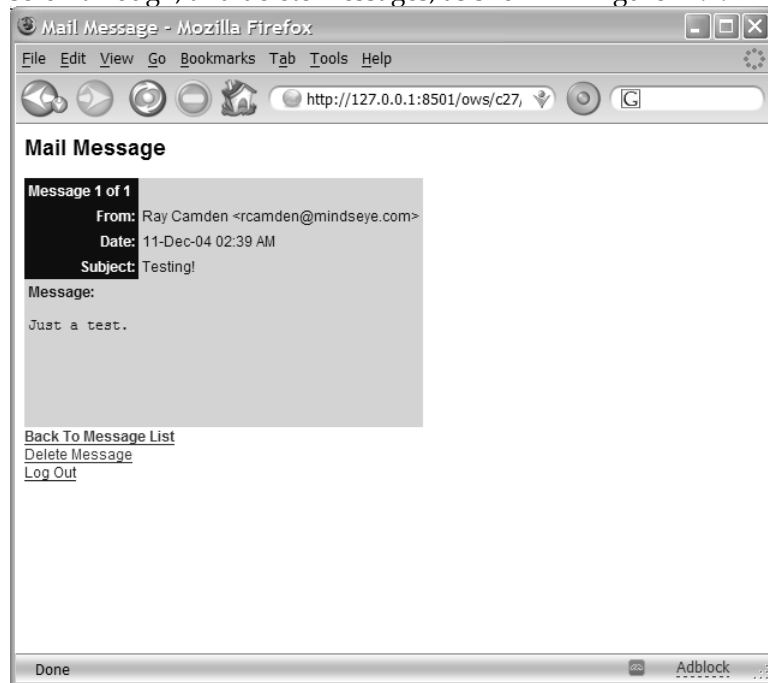 Mail Message - Mozilla Firefox
File Edit View Go Bookmarks Tab Tools Help
http://127.0.0.1:8501/ows/c27/
G
Mail Message
Message 1 of 1
From: Ray Camden <rcamden@mindseye.com>
Date: 11-Dec-04 02:39 AM
Subject: Testing!
Message:
Just a test.
Back To Message List
Delete Message
Log Out
Done
Adblock